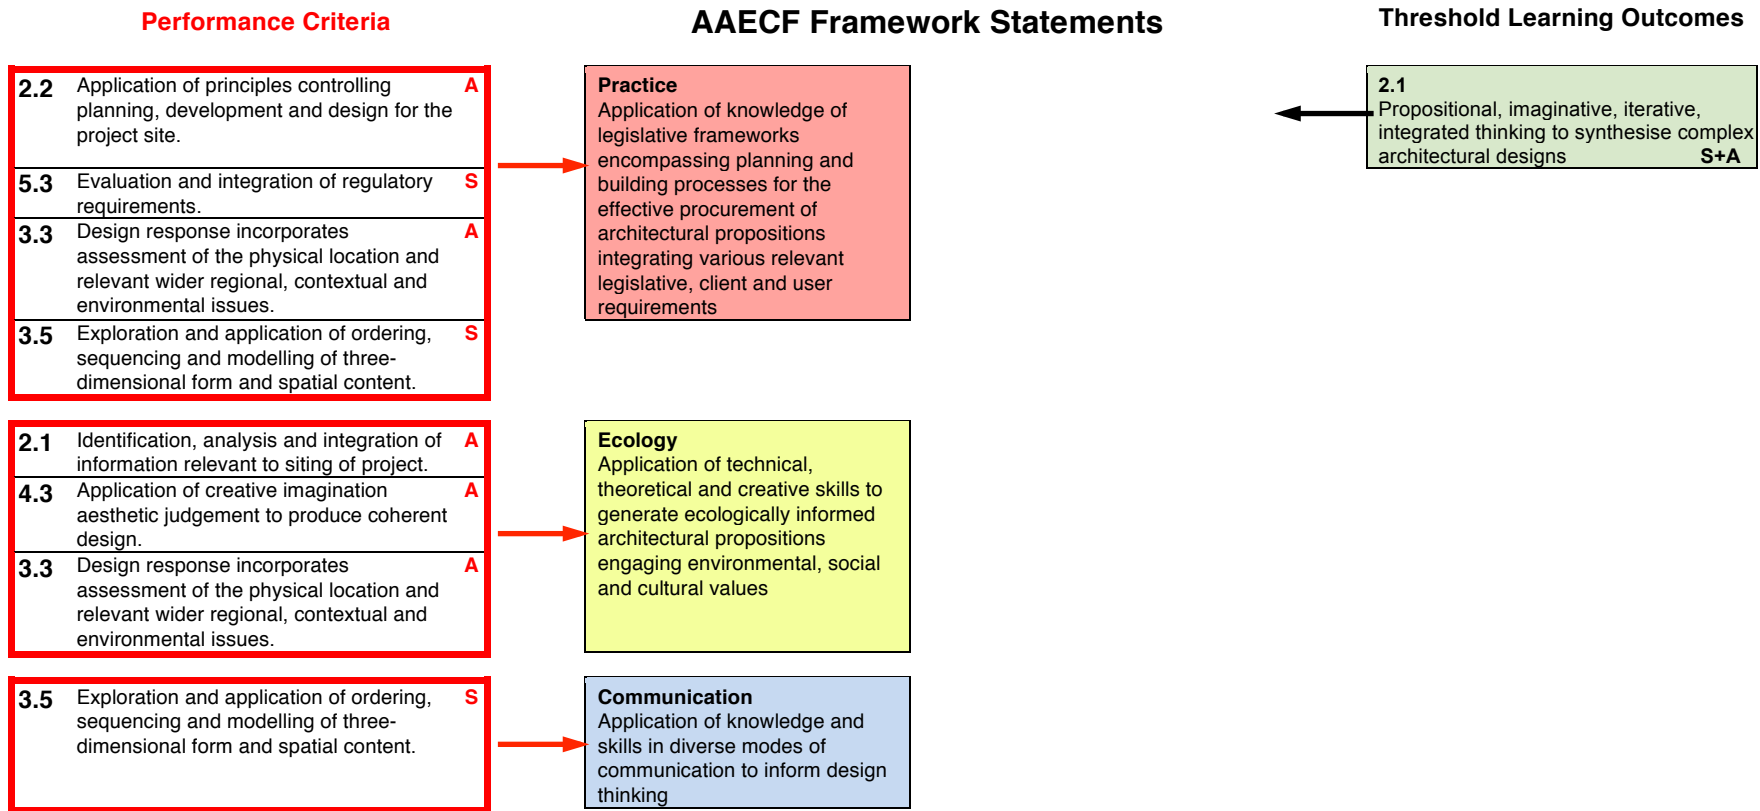 Performance Criteria
AAECF Framework Statements
Threshold Learning Outcomes
2.2 Application of principles controlling A
planning, development and design for the
project site.
5.3 Evaluation and integration of regulatory S
requirements.
3.3 Design response incorporates A
assessment of the physical location and
relevant wider regional, contextual and
environmental issues.
3.5 Exploration and application of ordering, S
sequencing and modelling of three-
dimensional form and spatial content.
Practice
Application of knowledge of
legislative frameworks
encompassing planning and
building processes for the
effective procurement of
architectural propositions
integrating various relevant
legislative, client and user
requirements
2.1
Propositional, imaginative, iterative,
integrated thinking to synthesise complex
architectural designs S+A
2.1 Identification, analysis and integration of A
information relevant to siting of project.
4.3 Application of creative imagination A
aesthetic judgement to produce coherent
design.
3.3 Design response incorporates A
assessment of the physical location and
relevant wider regional, contextual and
environmental issues.
Ecology
Application of technical,
theoretical and creative skills to
generate ecologically informed
architectural propositions
engaging environmental, social
and cultural values
3.5 Exploration and application of ordering, S
sequencing and modelling of three-
dimensional form and spatial content.
Communication
Application of knowledge and
skills in diverse modes of
communication to inform design
thinking